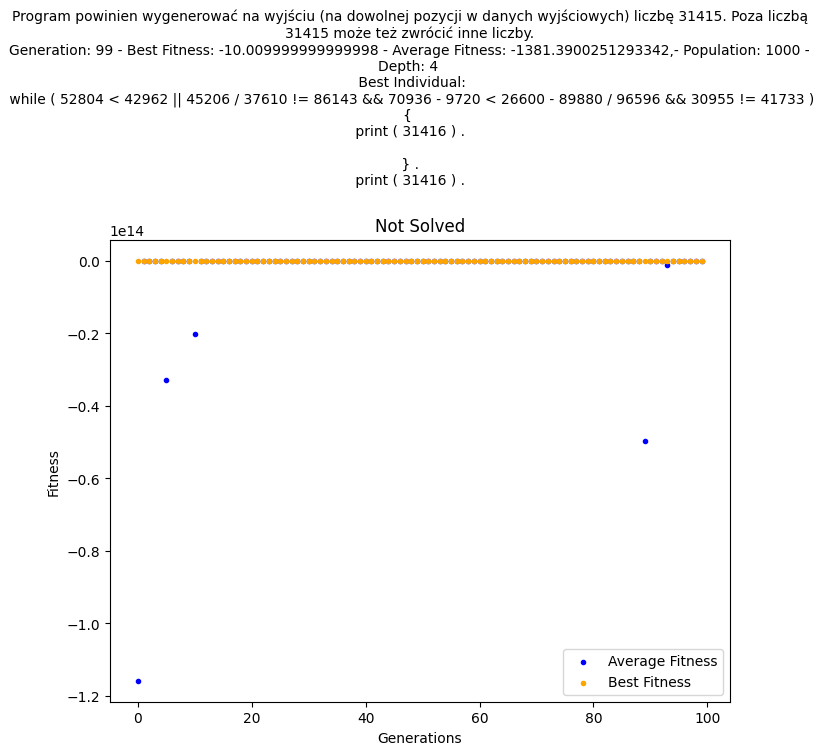 Program powinien wygenerować na wyjściu (na dowolnej pozycji w danych wyjściowych) liczbę 31415. Poza liczbą
31415 może też zwrócić inne liczby.
Generation: 99 - Best Fitness: -10.009999999999998 - Average Fitness: -1381.3900251293342,- Population: 1000 -
Depth: 4
Best Individual:
while ( 52804 < 42962 || 45206 / 37610 != 86143 && 70936 - 9720 < 26600 - 89880 / 96596 && 30955 != 41733 )
{
print ( 31416 ) .
} .
print ( 31416 ) .
Not Solved
1e14
0.0
−0.2
−0.4
−0.6
−0.8
−1.0
−1.2
Fitness
0 20 40 60 80 100
Generations
Average Fitness
Best Fitness